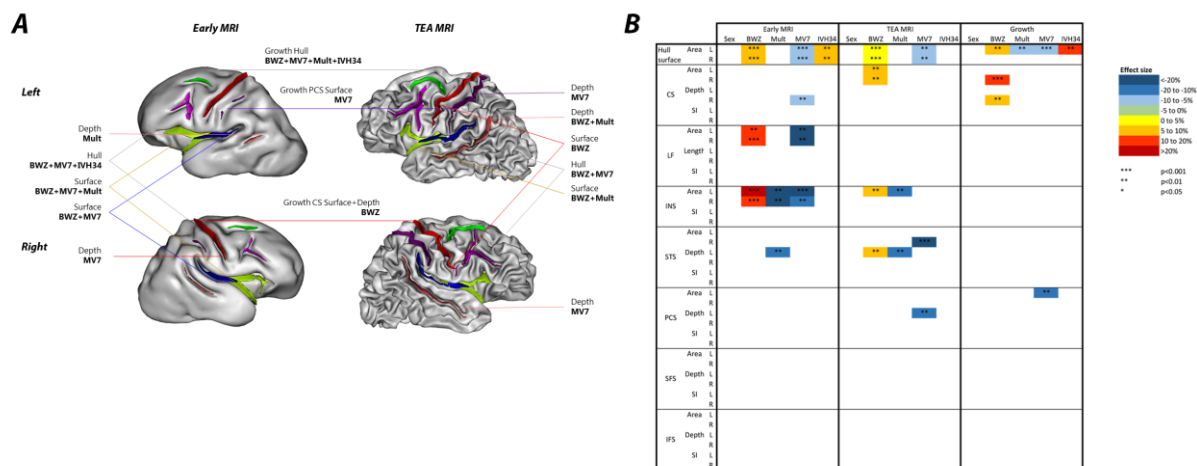 A
Early MRI
TEA MRI
Growth Hull
BWZ+MV7+Mult+IVH34
Left
Growth PCS Surface
MV7
Depth
MV7
Depth
BWZ+Mult
Depth
Mult
Surface
BWZ
Hull
BWZ+MV7+IVH34
Hull
BWZ+MV7
Surface
BWZ+MV7+Mult
Surface
BWZ+Mult
Surface
BWZ+MV7
Growth CS Surface+Depth
BWZ
Right
Depth
MV7
Depth
MV7
B
Early MRI TEA MRI Growth
Sex BWZ Mult MV7 IVH34 Sex BWZ Mult MV7 IVH34 Sex BWZ Mult MV7 IVH34
Hull Area L *** *** ** *** ** ** ** *** **
surface R *** *** ** *** **
CS Area L **
R ** ***
Depth L
R ** **
SI L
R
LF Area L ** **
R *** **
Length L
R
SI L
R
INS Area L *** ** *** ** **
R *** ** **
SI L
R
STS Area L
R ***
Depth L ** ** **
R
SI L
R
PCS Area L **
R
Depth L
R **
SI L
R
SFS Area L
R
Depth L
R
SI L
R
IFS Area L
R
Depth L
R
SI L
R
Effect size
<-20%
-20 to -10%
-10 to -5%
-5 to 0%
0 to 5%
5 to 10%
10 to 20%
>20%
*** p<0.001
** p<0.01
* p<0.05